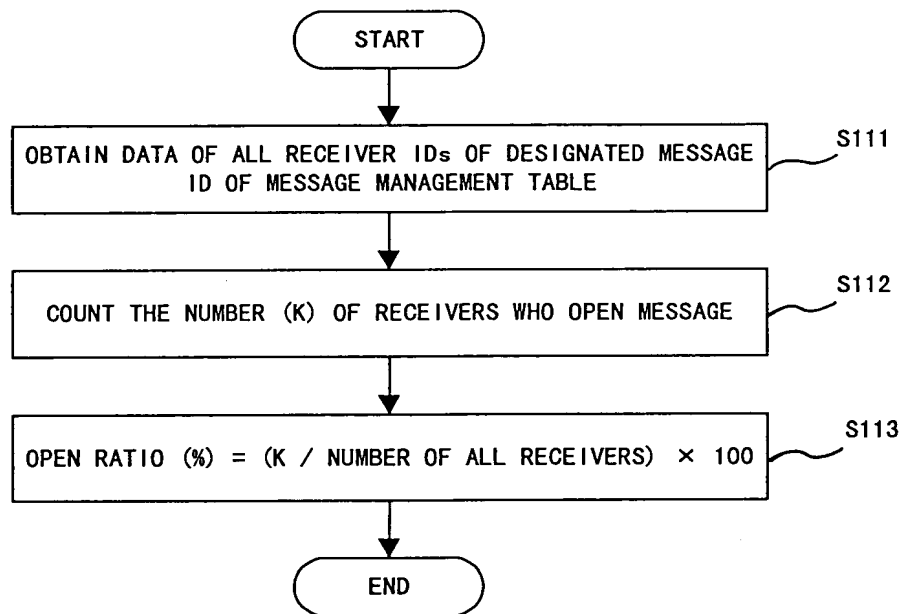 START
OBTAIN DATA OF ALL RECEIVER IDs OF DESIGNATED MESSAGE
ID OF MESSAGE MANAGEMENT TABLE
S111
COUNT THE NUMBER (K) OF RECEIVERS WHO OPEN MESSAGE
S112
OPEN RATIO (%) = (K / NUMBER OF ALL RECEIVERS) × 100
S113
END